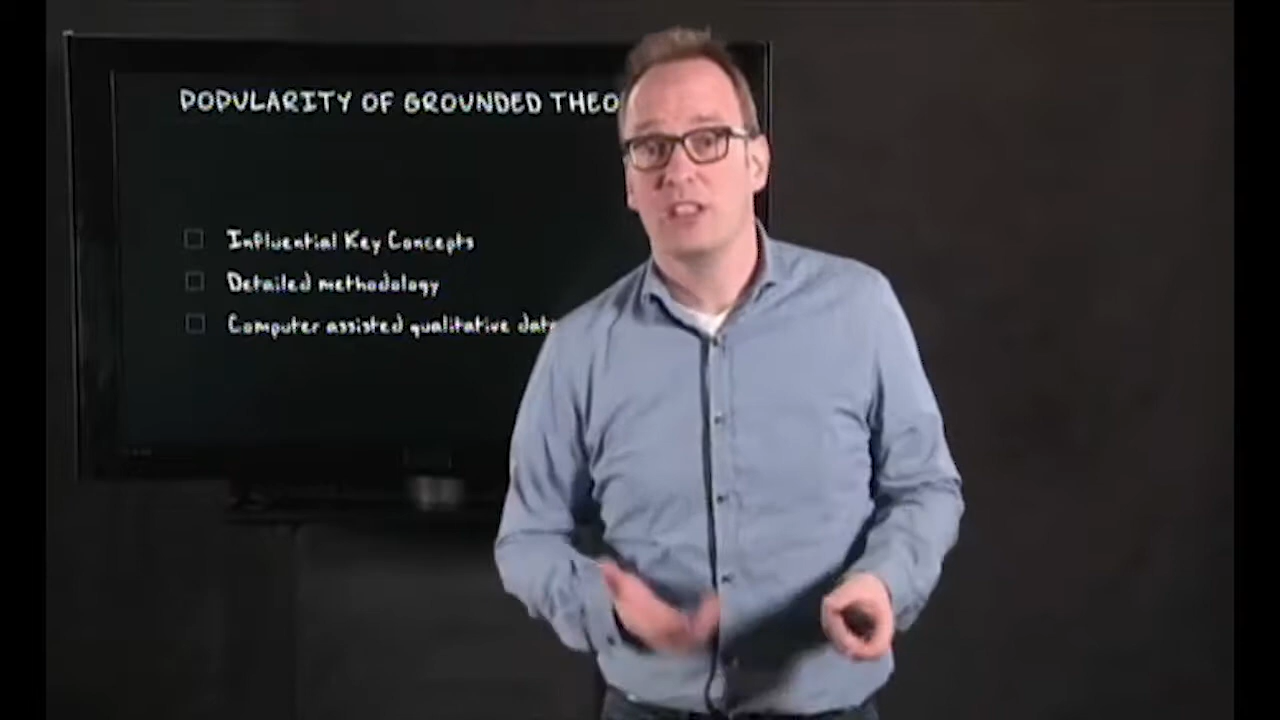 POPULARITY OF GROUNDED THEO
Influential Key Concepts
Detailed methodology
Computer assisted qualitative data